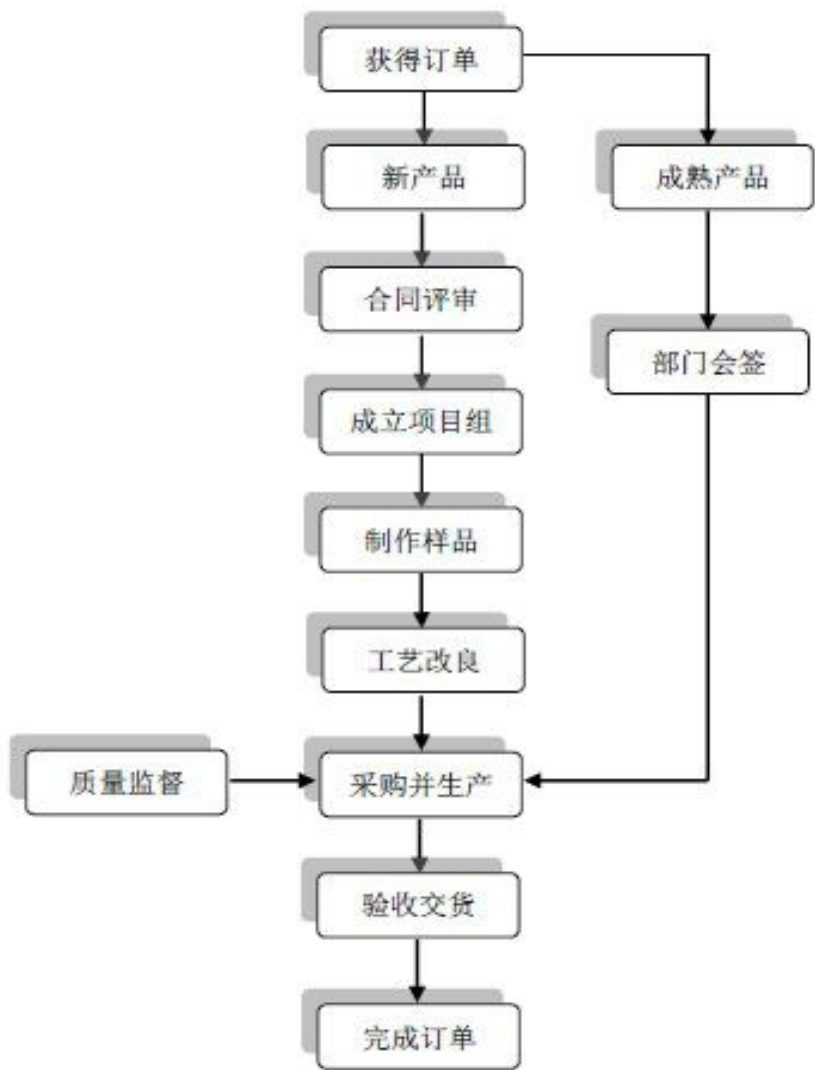 获得订单
新产品
成熟产品
合同评审
部门会签
成立项目组
制作样品
工艺改良
质量监督
采购并生产
验收交货
完成订单